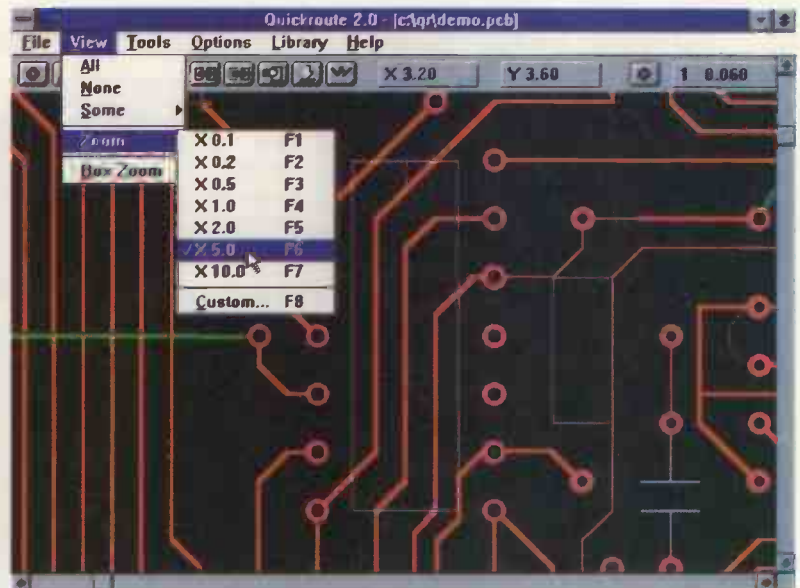 Quickroute 2.0 - [c:\qr\demo.pcb]
File View Tools Options Library Help
X 3.20 Y 3.60 1 0.060
All
None
Some
Zoom
Box Zoom
X 0.1 F1
X 0.2 F2
X 0.5 F3
X 1.0 F4
X 2.0 F5
X 5.0 F6
X 10.0 F7
Custom... F8